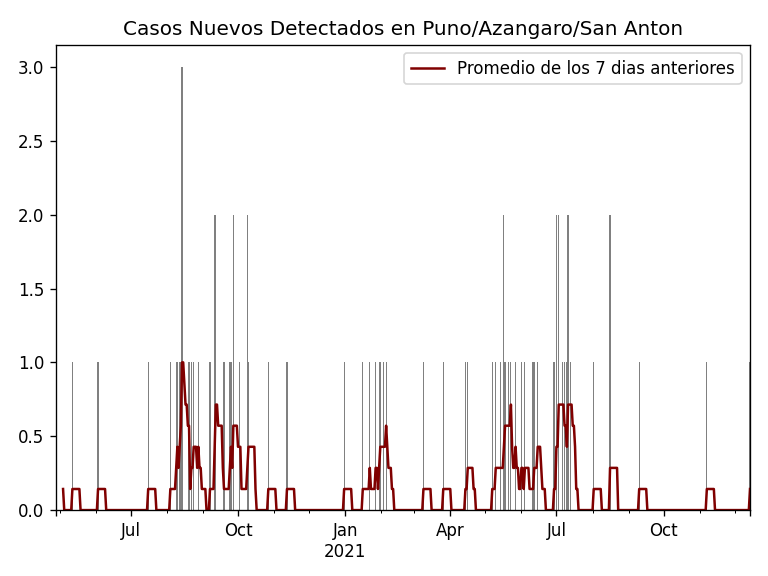 Casos Nuevos Detectados en Puno/Azangaro/San Anton
Promedio de los 7 dias anteriores
3.0
2.5
2.0
1.5
1.0
0.5
0.0
Jul
Oct
Jan
2021
Apr
Jul
Oct